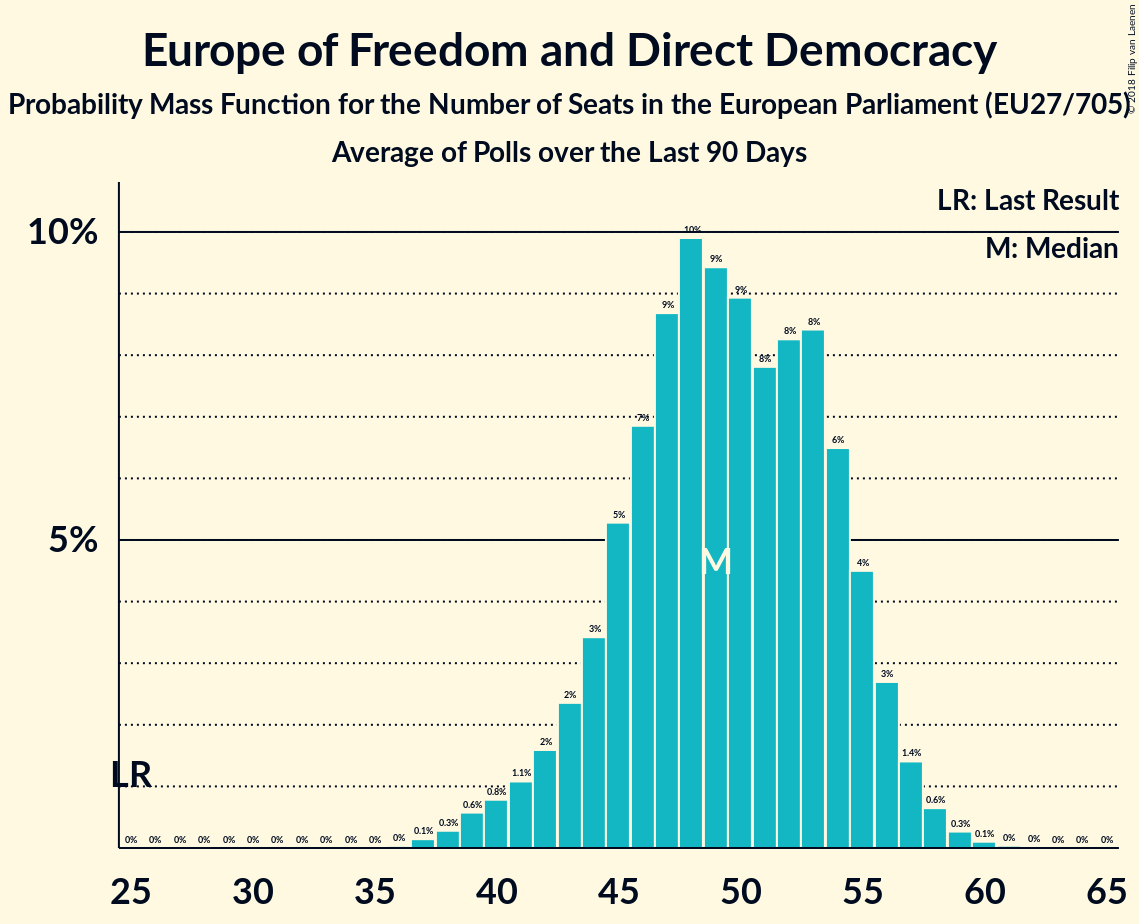 Europe of Freedom and Direct Democracy
Probability Mass Function for the Number of Seats in the European Parliament (EU27/705)
Average of Polls over the Last 90 Days
© 2018 Filip van Laenen
LR: Last Result
M: Median
10%
5%
LR
M
0% 0% 0% 0% 0% 0% 0% 0% 0% 0% 0% 0% 0.1% 0.3% 0.6% 0.8% 1.1% 2% 2% 3% 5% 7% 9% 10% 9% 9% 8% 8% 8% 6% 4% 3% 1.4% 0.6% 0.3% 0.1% 0% 0% 0% 0% 0%
25 30 35 40 45 50 55 60 65